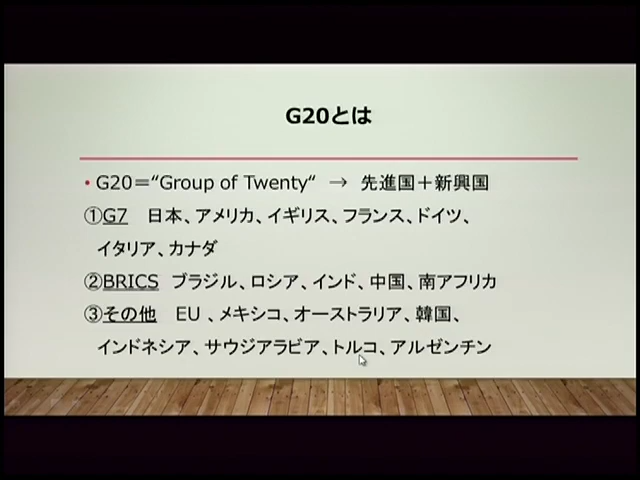 G20とは
・G20＝“Group of Twenty“　→　先進国＋新興国
①G7　日本、アメリカ、イギリス、フランス、ドイツ、
イタリア、カナダ
②BRICS　ブラジル、ロシア、インド、中国、南アフリカ
③その他　EU 、メキシコ、オーストラリア、韓国、
インドネシア、サウジアラビア、トルコ、アルゼンチン